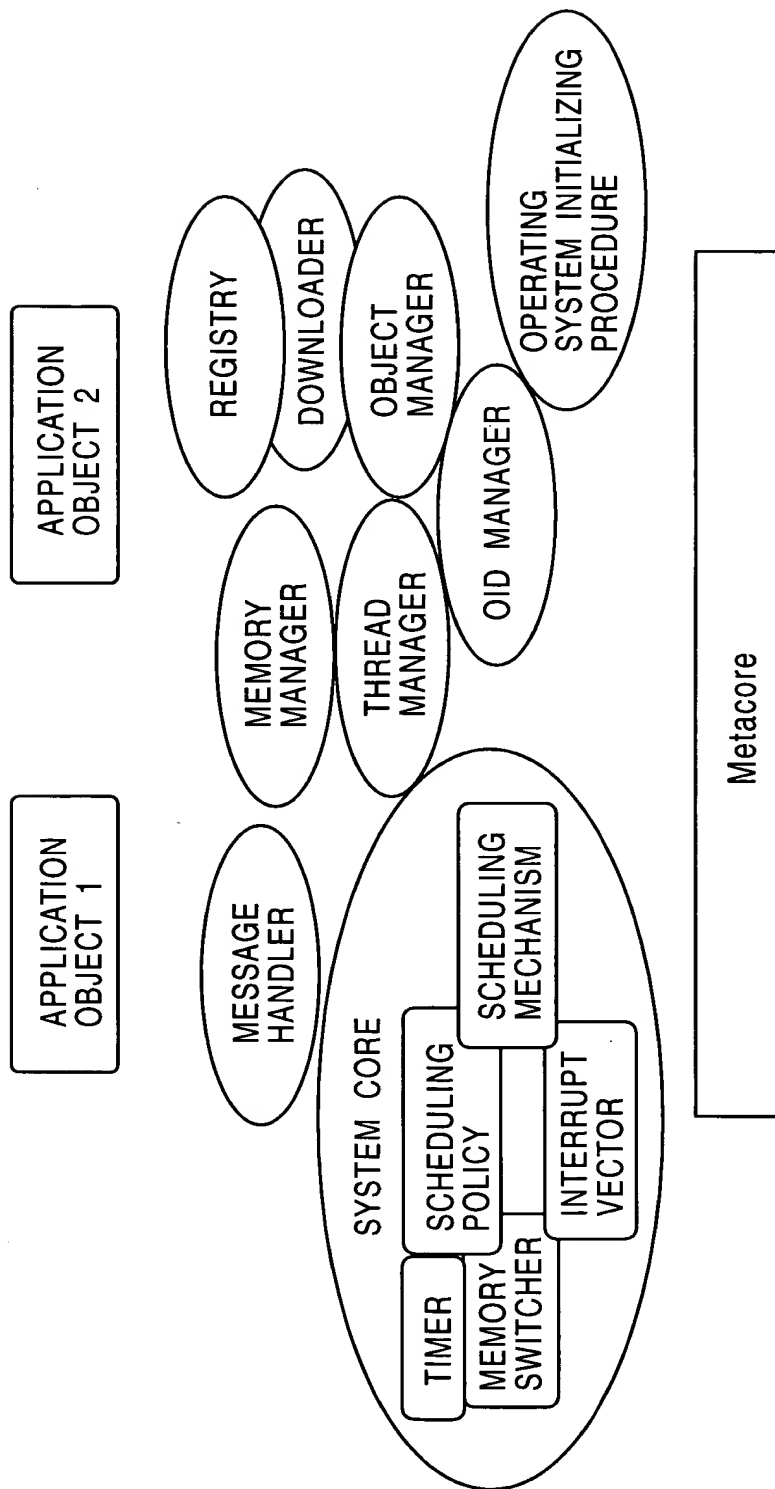 APPLICATION
OBJECT 1
APPLICATION
OBJECT 2
MESSAGE
HANDLER
MEMORY
MANAGER
REGISTRY
DOWNLOADER
THREAD
MANAGER
OBJECT
MANAGER
SYSTEM CORE
TIMER
SCHEDULING
POLICY
MEMORY
SWITCHER
SCHEDULING
MECHANISM
INTERRUPT
VECTOR
OID MANAGER
OPERATING
SYSTEM INITIALIZING
PROCEDURE
Metacore